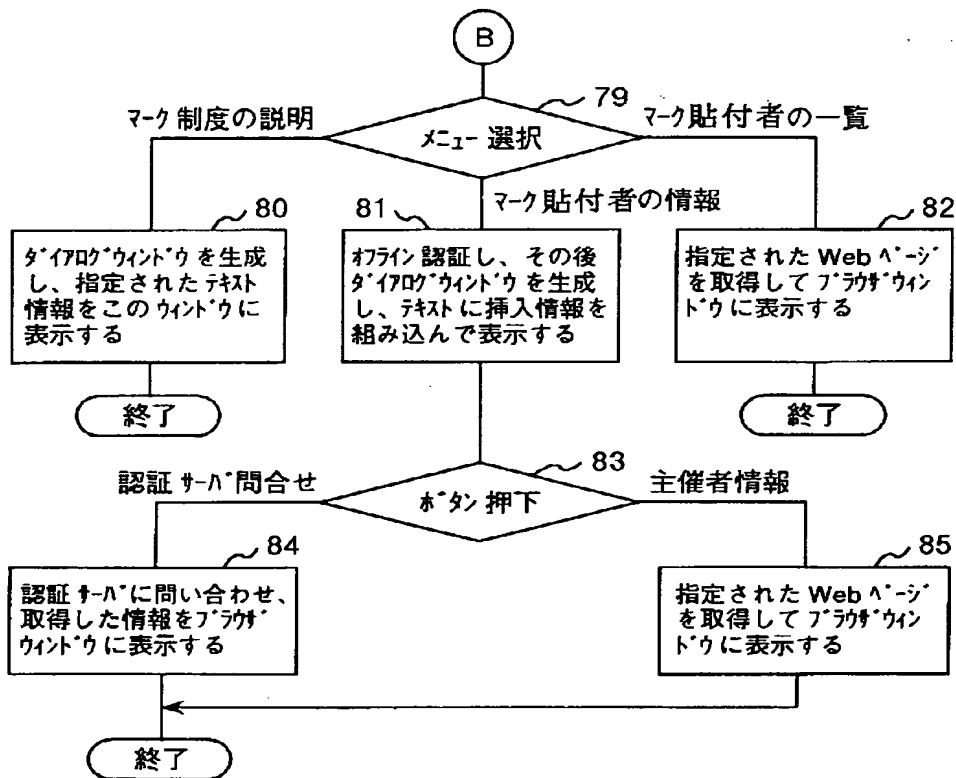 B
79
マーク制度の説明
メニュー選択
マーク貼付者の一覧
マーク貼付者の情報
80
ダイアログウィンドウを生成
し、指定されたテキスト
情報をこのウィンドウに
表示する
終了
81
オフライン認証し、その後
ダイアログウィンドウを生成
し、テキストに挿入情報を
組み込んで表示する
82
指定された Web ページ
を取得してブラウザウィン
ドウに表示する
終了
83
認証サーバ問合せ
ボタン押下
主催者情報
84
認証サーバに問い合わせ、
取得した情報をブラウザ
ウィンドウに表示する
85
指定された Web ページ
を取得してブラウザウィン
ドウに表示する
終了